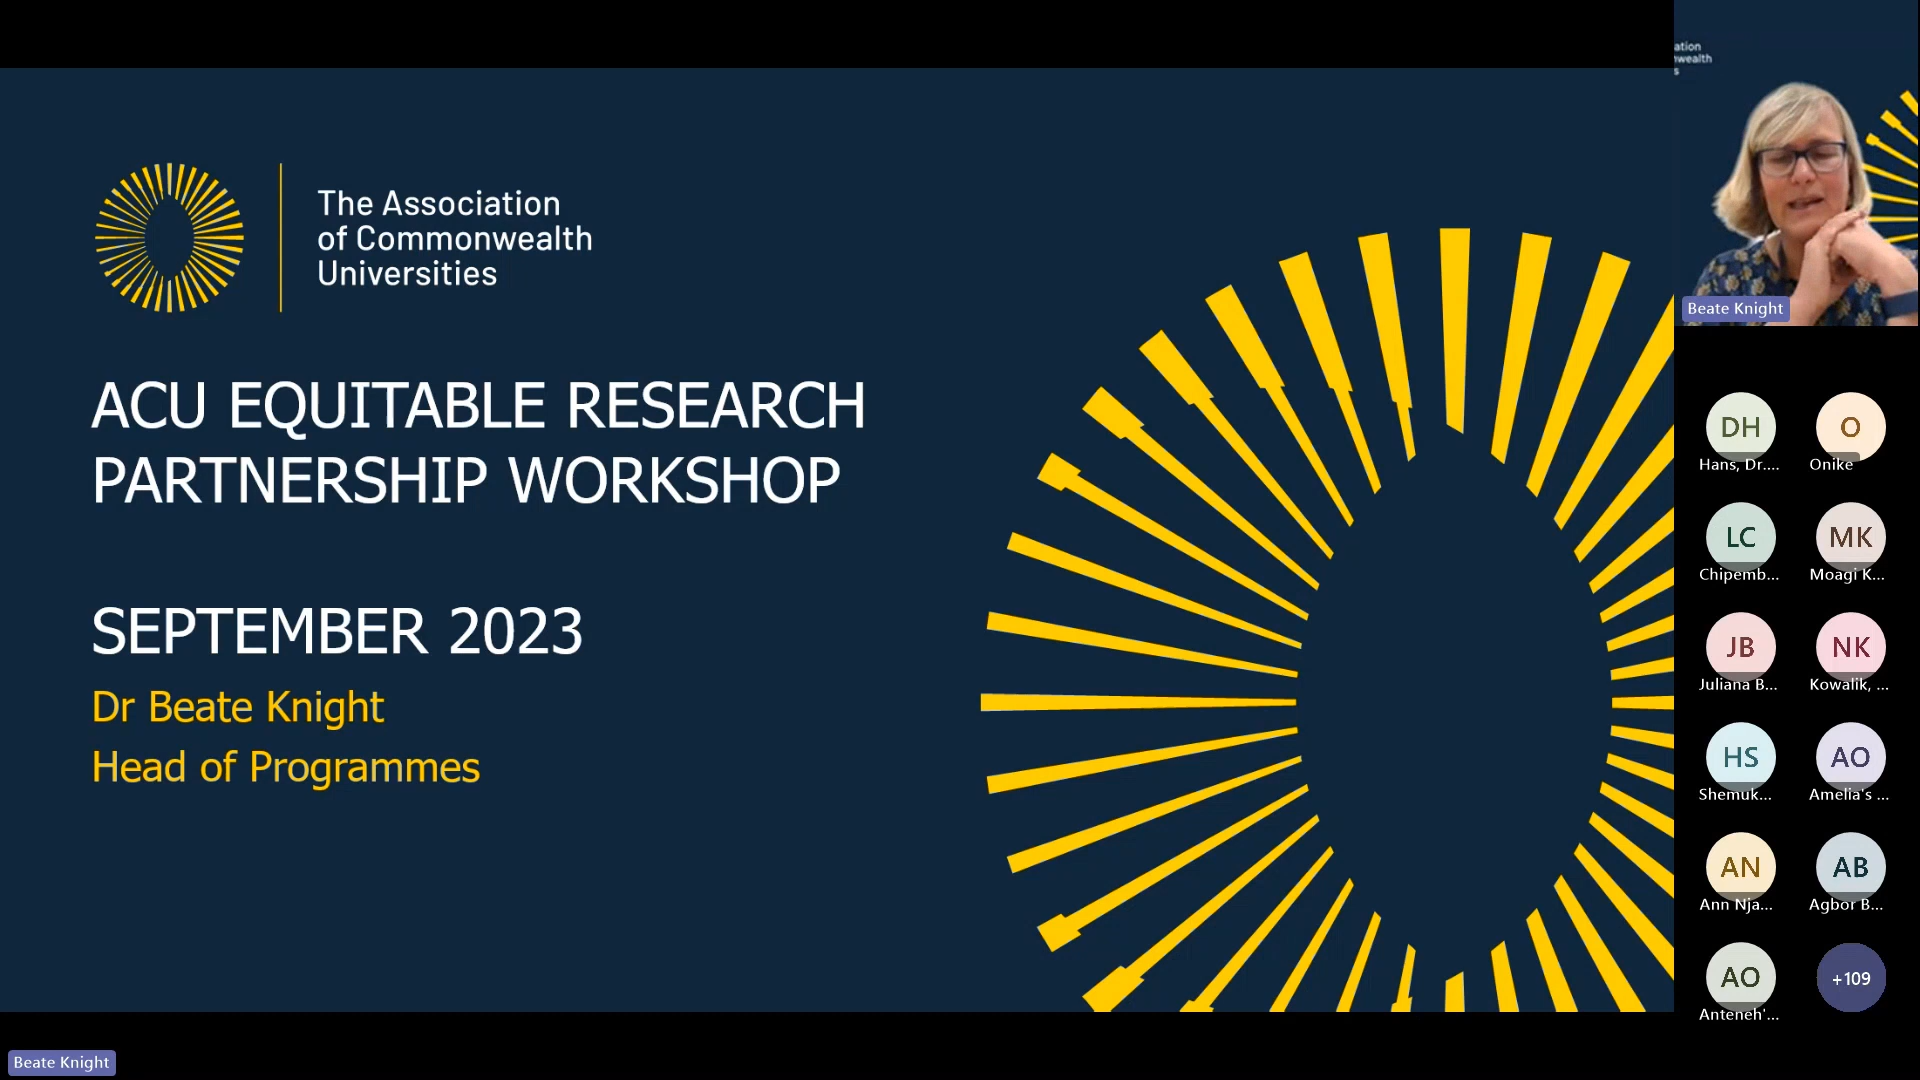 The Association
of Commonwealth
Universities
ACU EQUITABLE RESEARCH
PARTNERSHIP WORKSHOP
SEPTEMBER 2023
Dr Beate Knight
Head of Programmes
ation
wealth
s
Beate Knight
DH
Hans, Dr....
O
Onike
LC
Chipemb...
MK
Moagi K...
JB
Juliana B...
NK
Kowalik, ...
HS
Shemuk...
AO
Amelia's ...
AN
Ann Nja...
AB
Agbor B...
AO
Anteneh'...
+109
Beate Knight